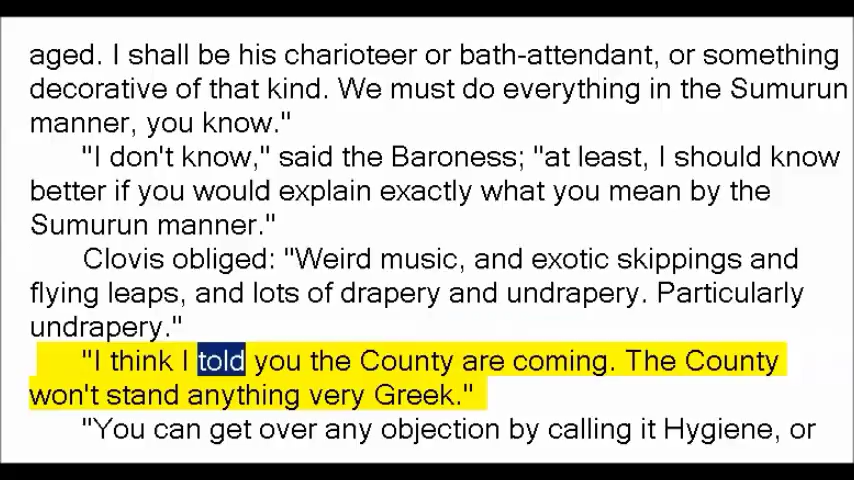 aged. I shall be his charioteer or bath-attendant, or something
decorative of that kind. We must do everything in the Sumurun
manner, you know."
"I don't know," said the Baroness; "at least, I should know
better if you would explain exactly what you mean by the
Sumurun manner."
Clovis obliged: "Weird music, and exotic skippings and
flying leaps, and lots of drapery and undrapery. Particularly
undrapery."
"I think I told you the County are coming. The County
won't stand anything very Greek."
"You can get over any objection by calling it Hygiene, or